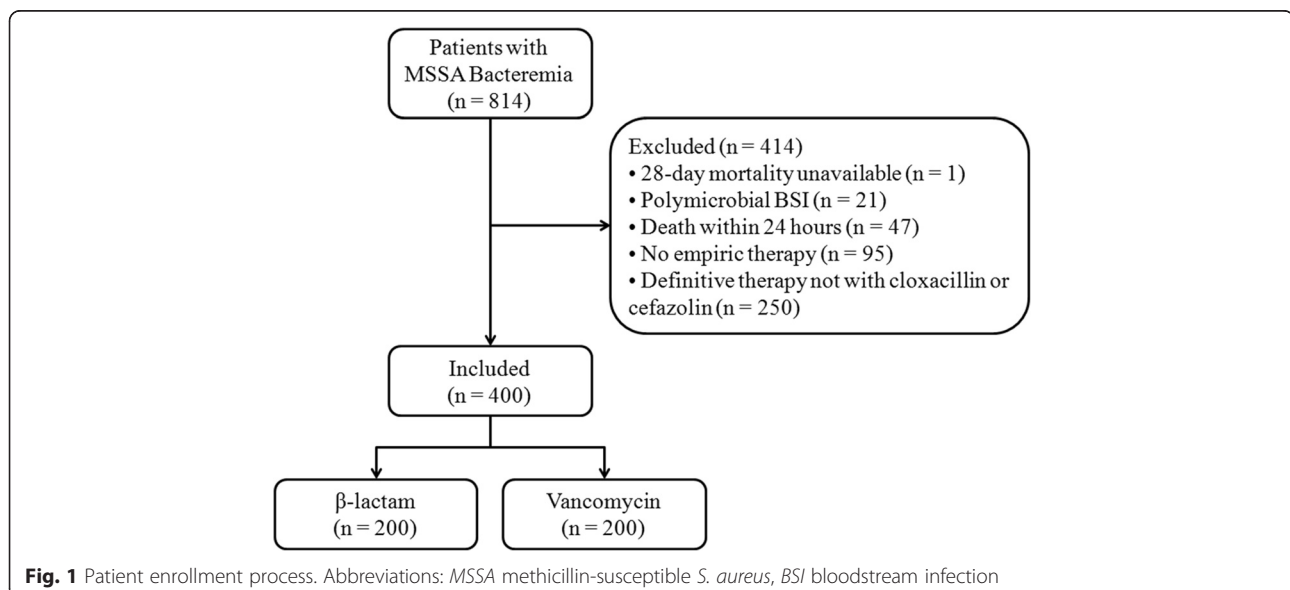 Patients with
MSSA Bacteremia
(n = 814)
Excluded (n = 414)
• 28-day mortality unavailable (n = 1)
• Polymicrobial BSI (n = 21)
• Death within 24 hours (n = 47)
• No empiric therapy (n = 95)
• Definitive therapy not with cloxacillin or
cefazolin (n = 250)
Included
(n = 400)
β-lactam
(n = 200)
Vancomycin
(n = 200)
Fig. 1 Patient enrollment process. Abbreviations: MSSA methicillin-susceptible S. aureus, BSI bloodstream infection